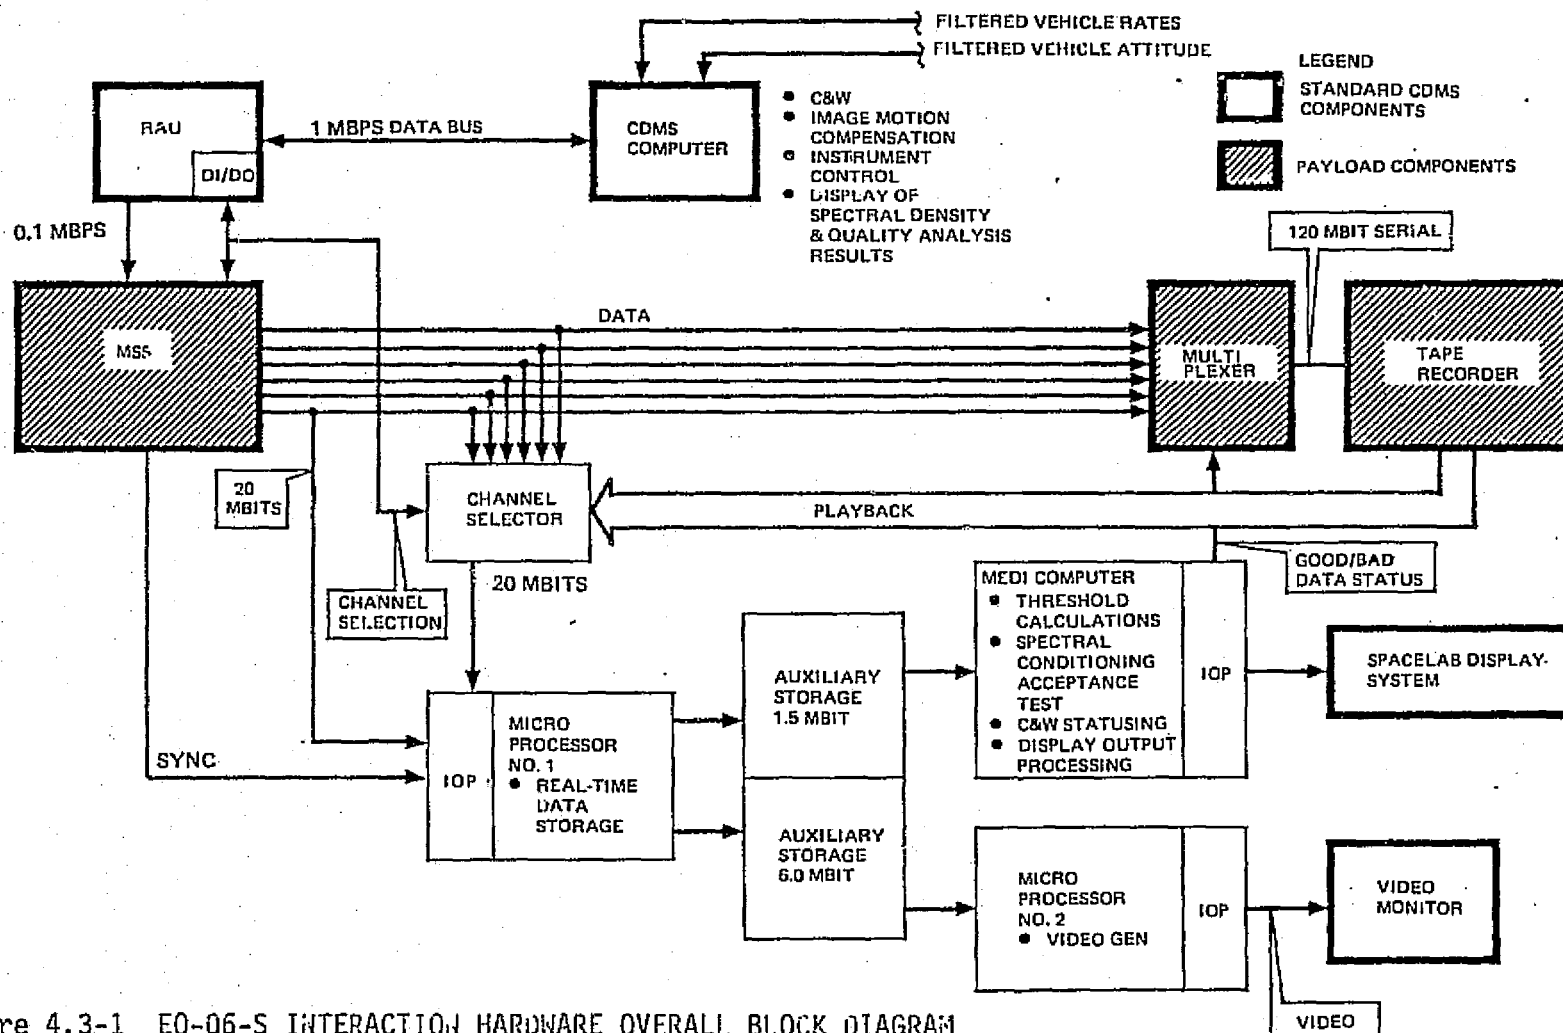 FILTERED VEHICLE RATES
FILTERED VEHICLE ATTITUDE
LEGEND
STANDARD CDMS
COMPONENTS
PAYLOAD COMPONENTS
RAU
DI/DO
1 MBPS DATA BUS
CDMS
COMPUTER
• C&W
• IMAGE MOTION
COMPENSATION
• INSTRUMENT
CONTROL
• DISPLAY OF
SPECTRAL DENSITY
& QUALITY ANALYSIS
RESULTS
0.1 MBPS
120 MBIT SERIAL
MSS
DATA
MULTI
PLEXER
TAPE
RECORDER
20
MBITS
CHANNEL
SELECTOR
PLAYBACK
GOOD/BAD
DATA STATUS
CHANNEL
SELECTION
20 MBITS
MEDI COMPUTER
• THRESHOLD
CALCULATIONS
• SPECTRAL
CONDITIONING
ACCEPTANCE
TEST
• C&W STATUSING
• DISPLAY OUTPUT
PROCESSING
IOP
SPACELAB DISPLAY
SYSTEM
SYNC
IOP
MICRO
PROCESSOR
NO. 1
• REAL-TIME
DATA
STORAGE
AUXILIARY
STORAGE
1.5 MBIT
AUXILIARY
STORAGE
6.0 MBIT
MICRO
PROCESSOR
NO. 2
• VIDEO GEN
IOP
VIDEO
MONITOR
VIDEO
re 4.3-1 EO-06-S INTERACTION HARDWARE OVERALL BLOCK DIAGRAM